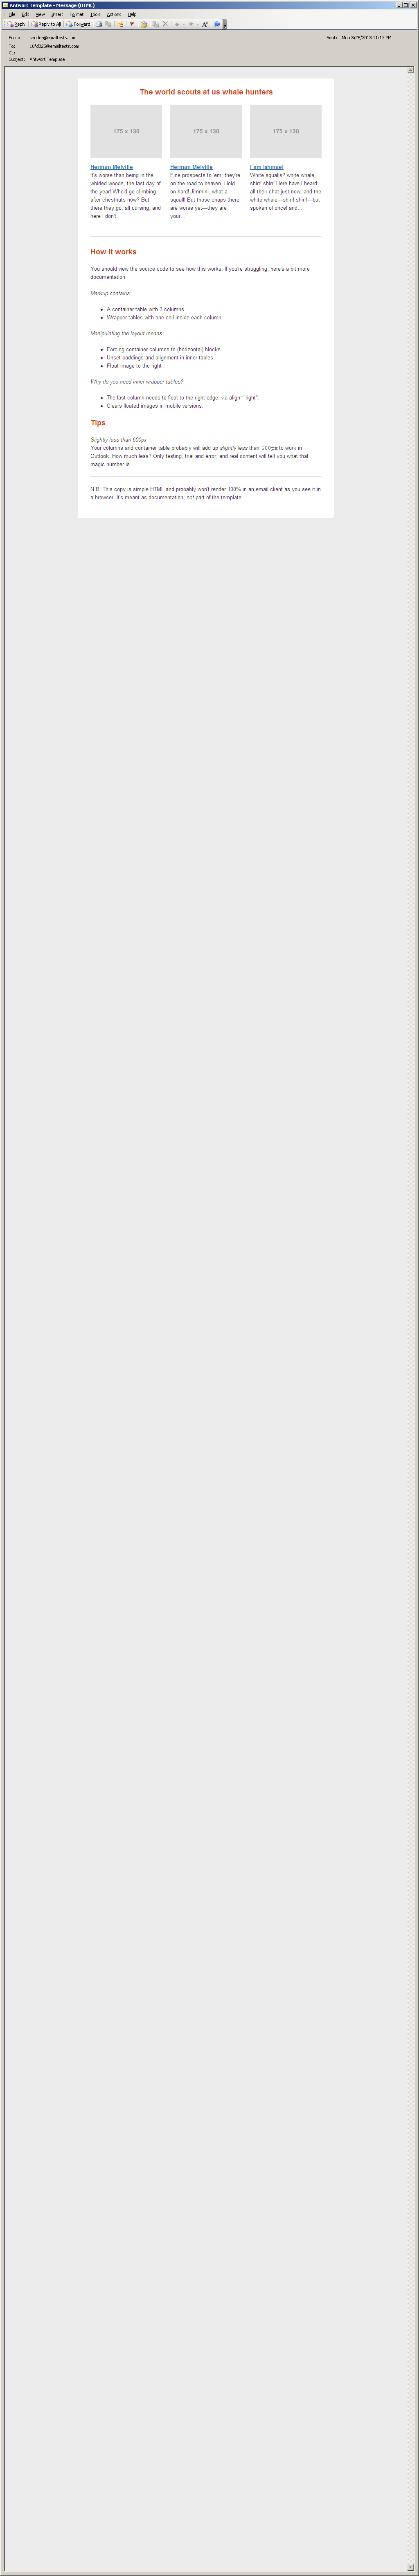 Antwort Template - Message (HTML)
File Edit View Insert Format Tools Actions Help
Reply Reply to All Forward
From: sender@emailtests.com Sent: Mon 3/25/2013 11:17 PM
To: 10fd825@emailtests.com
Cc:
Subject: Antwort Template
The world scouts at us whale hunters
175 x 130 175 x 130 175 x 130
Herman Melville
It's worse than being in the
whirled woods, the last day of
the year! Who'd go climbing
after chestnuts now? But
there they go, all cursing, and
here I don't.
Herman Melville
Fine prospects to 'em; they're
on the road to heaven. Hold
on hard! Jimmini, what a
squall! But those chaps there
are worse yet—they are
your...
I am Ishmael
White squalls? white whale,
shirr! shirr! Here have I heard
all their chat just now, and the
white whale—shirr! shirr!—but
spoken of once! and...
How it works
You should view the source code to see how this works. If you're struggling, here's a bit more
documentation
Markup contains:
• A container table with 3 columns
• Wrapper tables with one cell inside each column
Manipulating the layout means:
• Forcing container columns to (horizontal) blocks
• Unset paddings and alignment in inner tables
• Float image to the right
Why do you need inner wrapper tables?
• The last column needs to float to the right edge, via align="right".
• Clears floated images in mobile versions.
Tips
Slightly less than 600px
Your columns and container table probably will add up slightly less than 600px to work in
Outlook. How much less? Only testing, trial and error, and real content will tell you what that
magic number is.
N.B. This copy is simple HTML and probably won't render 100% in an email client as you see it in
a browser. It's meant as documentation, not part of the template.